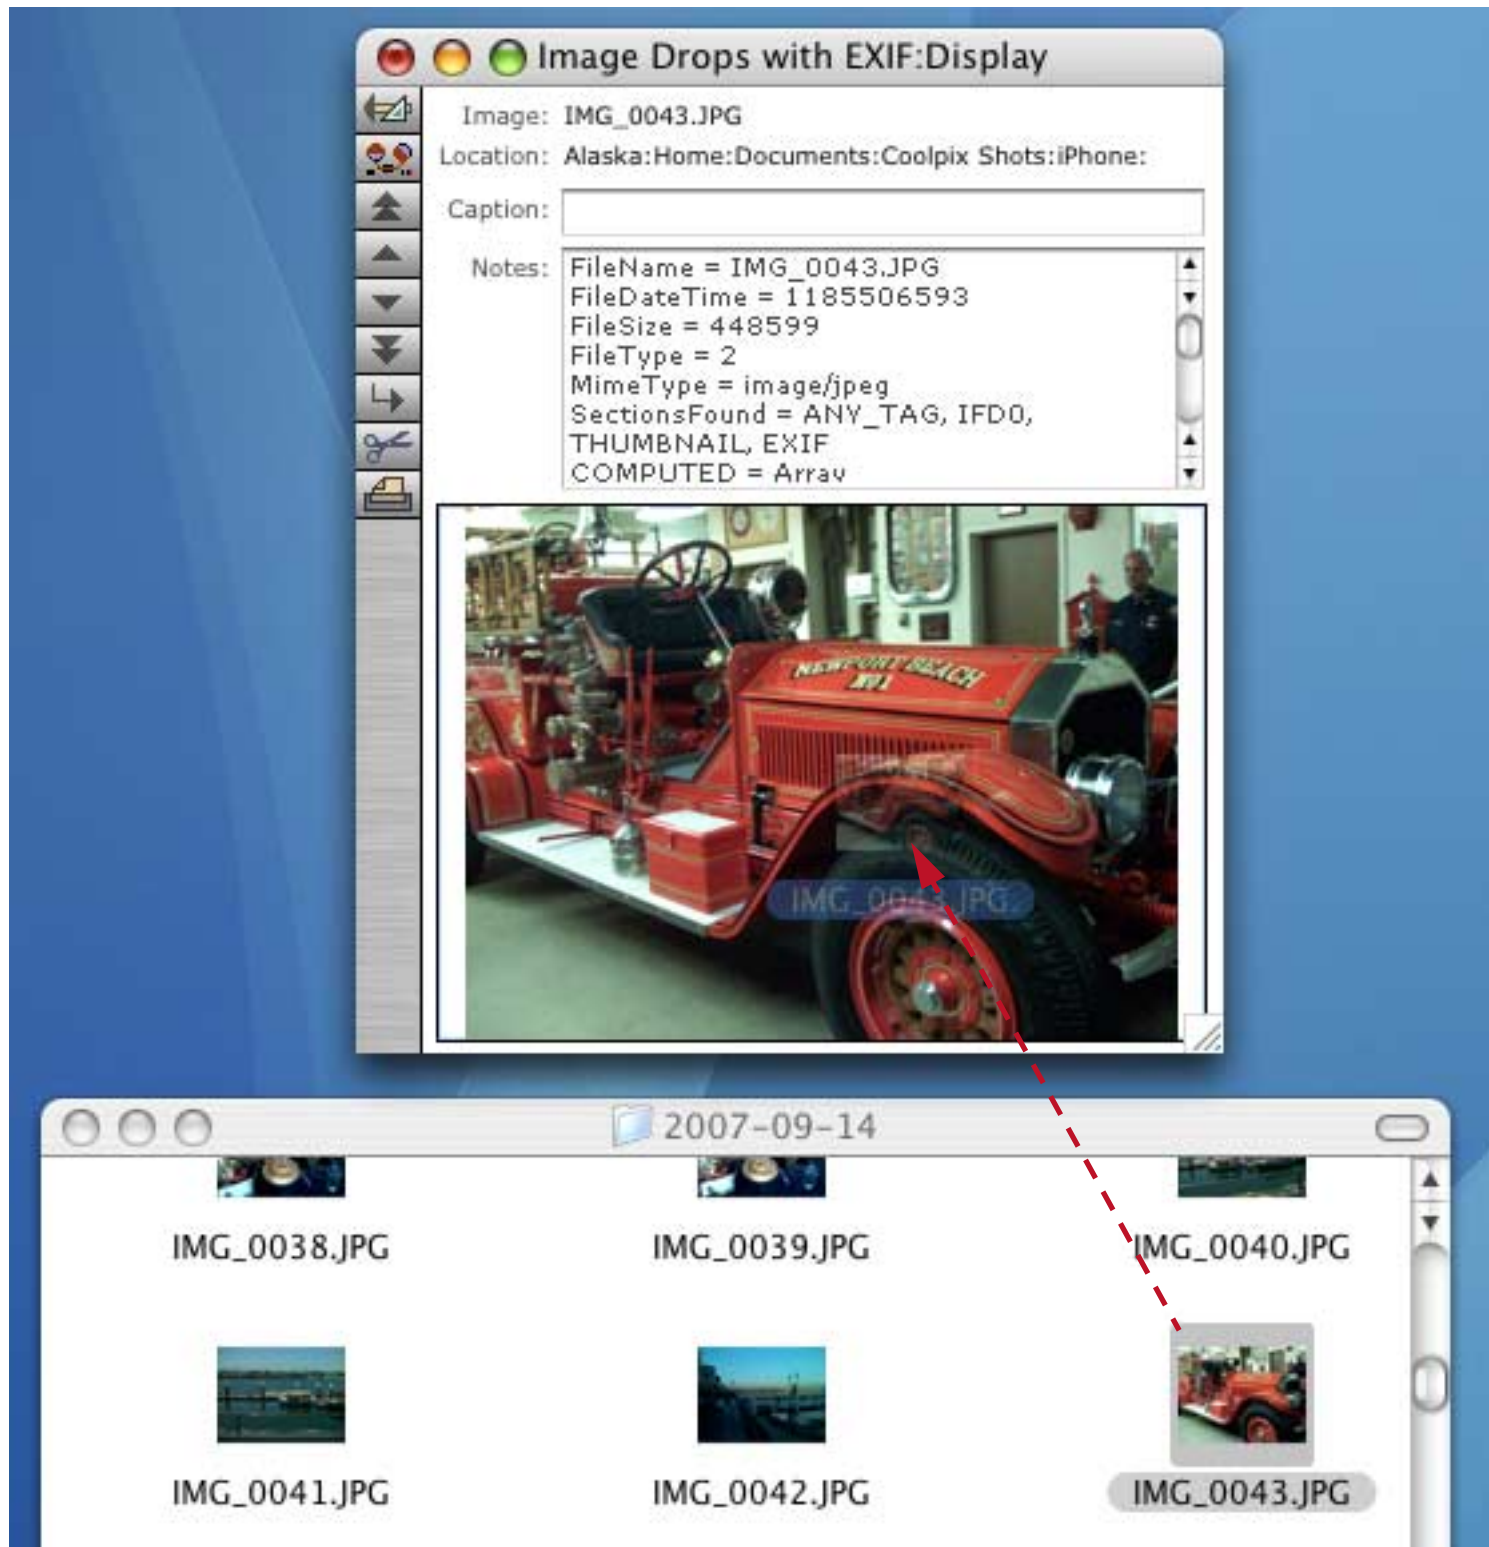 Image Drops with EXIF:Display
Image: IMG_0043.JPG
Location: Alaska:Home:Documents:Coolpix Shots:iPhone:
Caption:
Notes: FileName = IMG_0043.JPG
FileDateTime = 1185506593
FileSize = 448599
FileType = 2
MimeType = image/jpeg
SectionsFound = ANY_TAG, IFD0,
THUMBNAIL, EXIF
COMPUTED = Array
NEWPORT BEACH
NO1
IMG_0043.JPG
2007-09-14
IMG_0038.JPG IMG_0039.JPG IMG_0040.JPG
IMG_0041.JPG IMG_0042.JPG IMG_0043.JPG